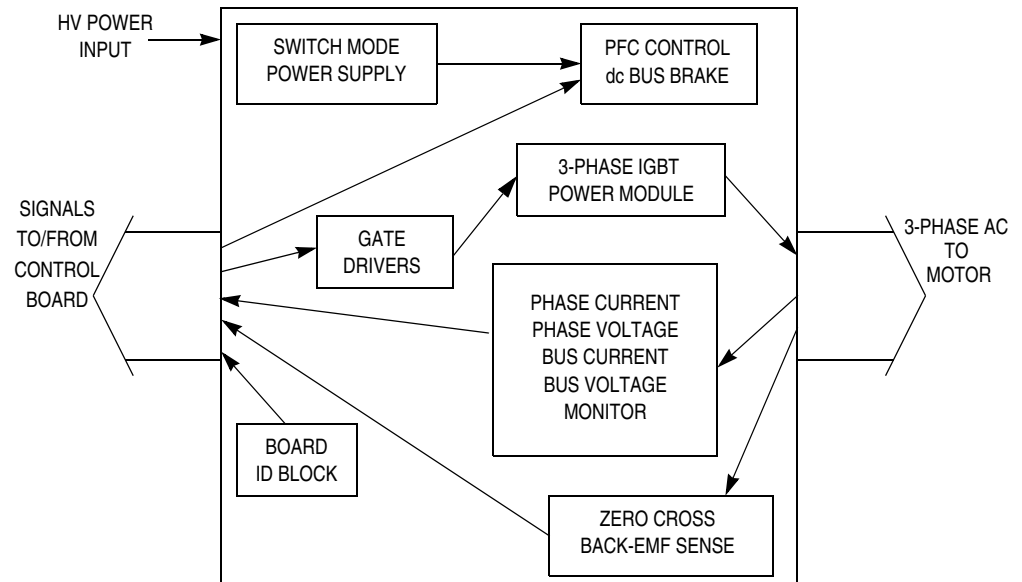 HV POWER
INPUT
SWITCH MODE
POWER SUPPLY
PFC CONTROL
dc BUS BRAKE
3-PHASE IGBT
POWER MODULE
SIGNALS
TO/FROM
CONTROL
BOARD
GATE
DRIVERS
3-PHASE AC
TO
MOTOR
PHASE CURRENT
PHASE VOLTAGE
BUS CURRENT
BUS VOLTAGE
MONITOR
BOARD
ID BLOCK
ZERO CROSS
BACK-EMF SENSE